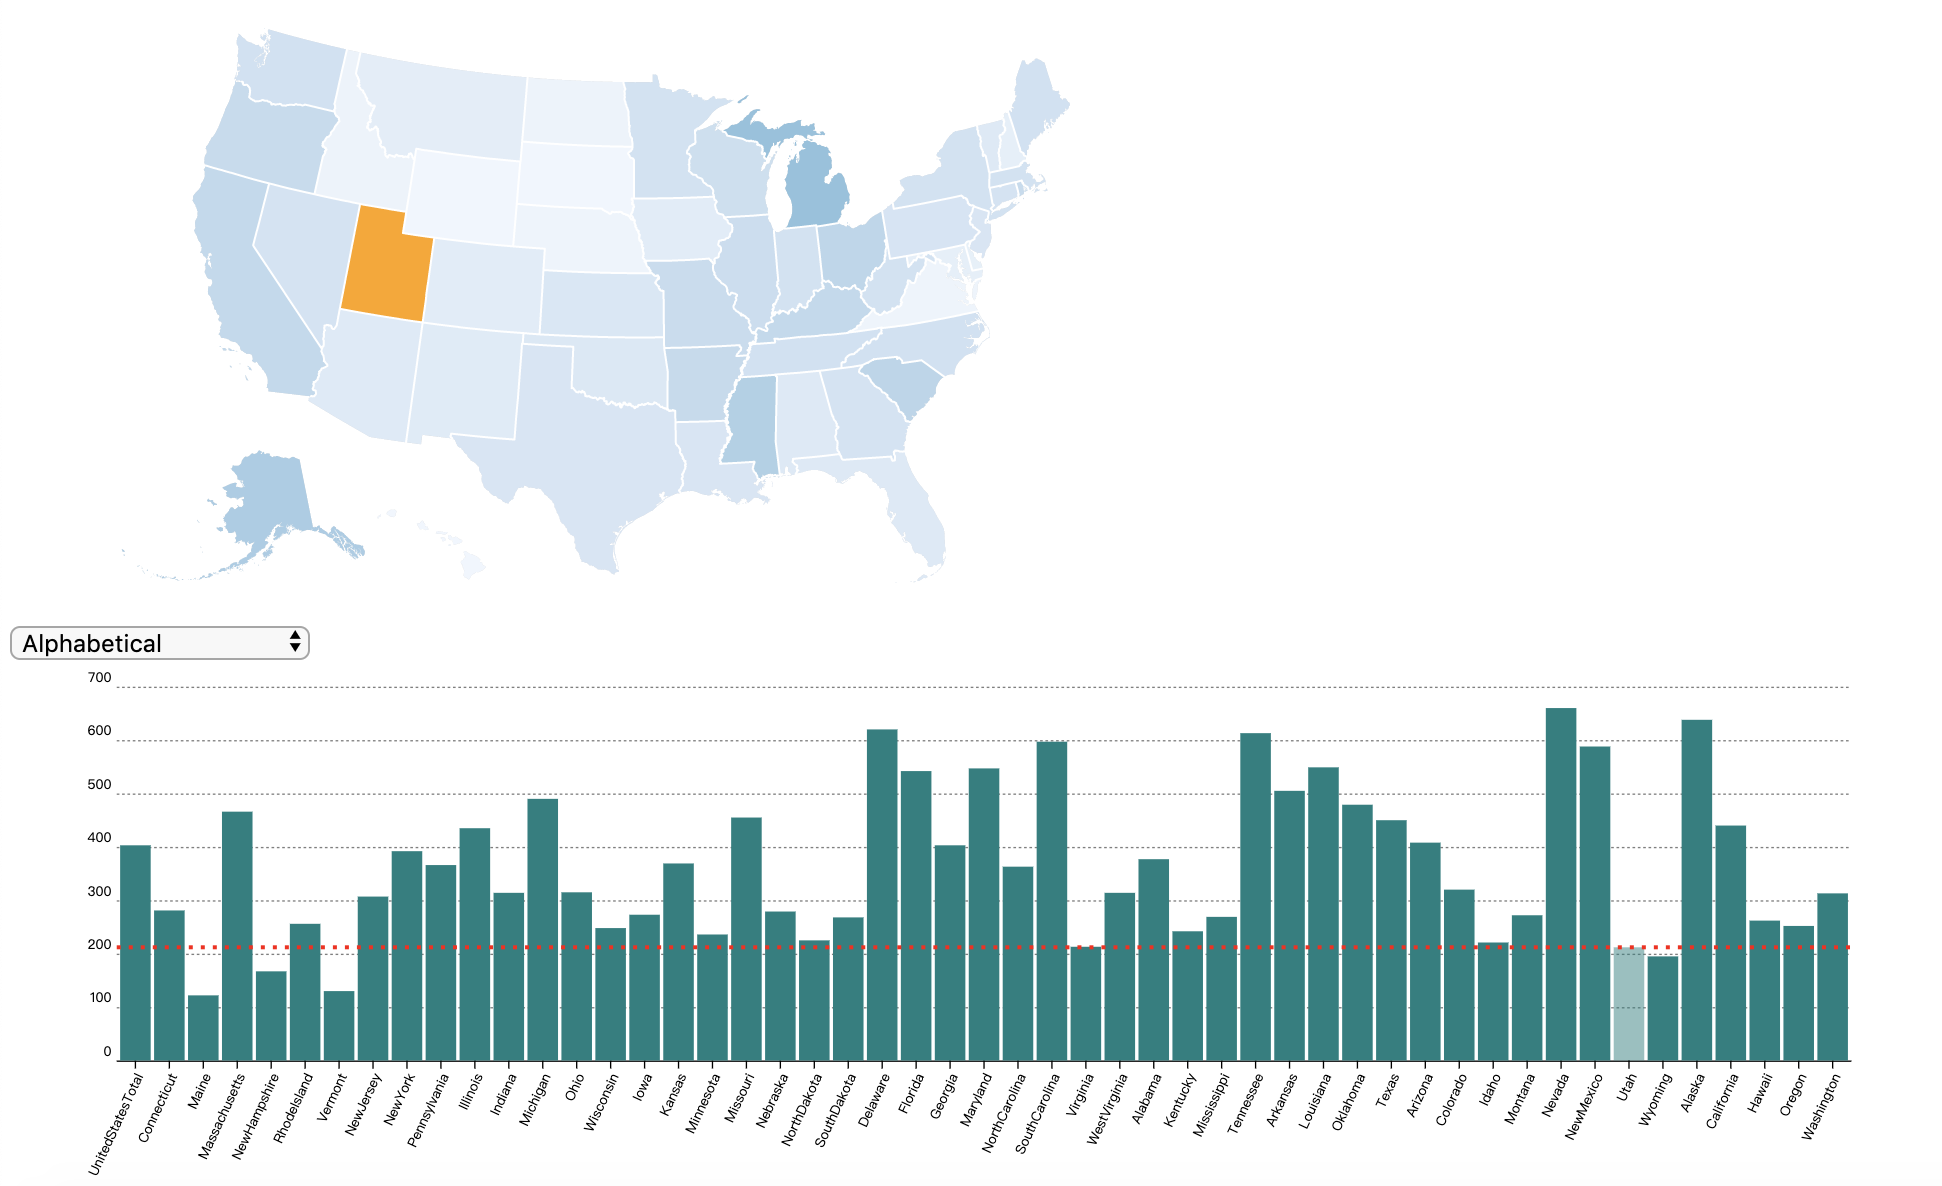 Alphabetical
700
600
500
400
300
200
100
0
UnitedStatesTotal
Connecticut
Maine
Massachusetts
NewHampshire
RhodeIsland
Vermont
NewJersey
NewYork
Pennsylvania
Illinois
Indiana
Michigan
Ohio
Wisconsin
Iowa
Kansas
Minnesota
Missouri
Nebraska
NorthDakota
SouthDakota
Delaware
Florida
Georgia
Maryland
NorthCarolina
SouthCarolina
Virginia
WestVirginia
Alabama
Kentucky
Mississippi
Tennessee
Arkansas
Louisiana
Oklahoma
Texas
Arizona
Colorado
Idaho
Montana
Nevada
NewMexico
Utah
Wyoming
Alaska
California
Hawaii
Oregon
Washington